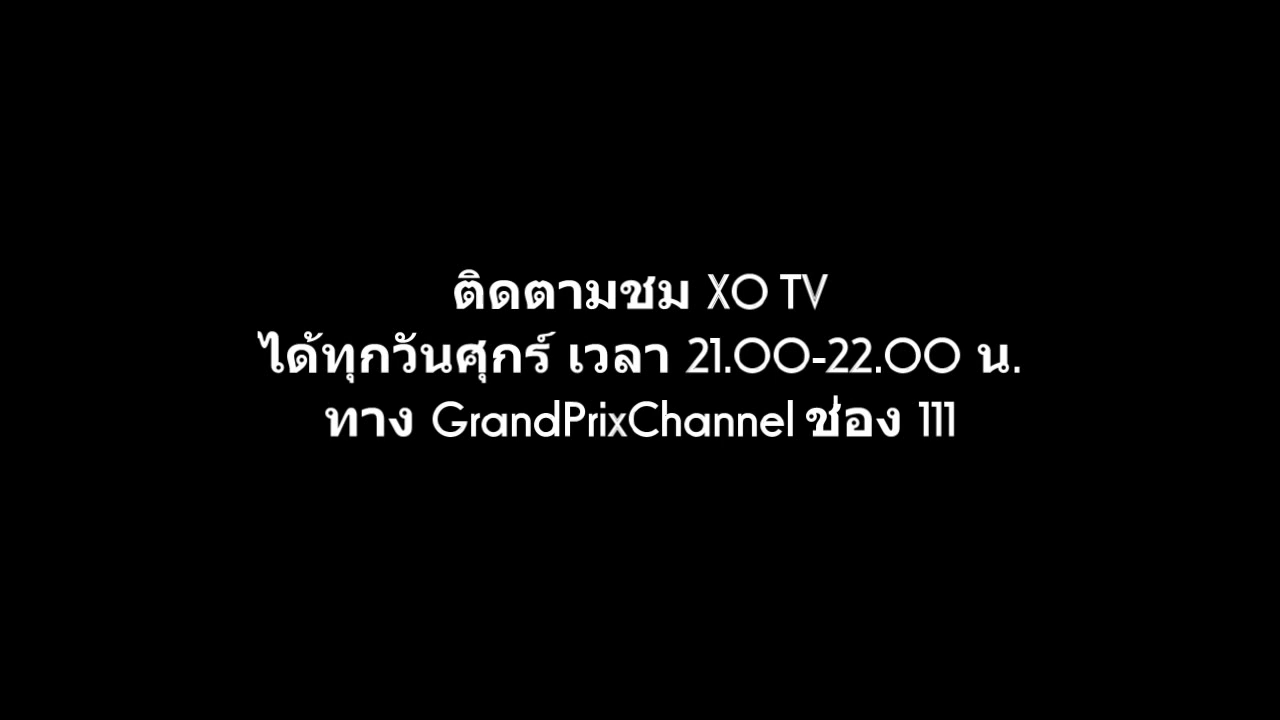 ติดตามชม XO TV
ได้ทุกวันศุกร์ เวลา 21.00-22.00 น.
ทาง GrandPrixChannel ช่อง 111